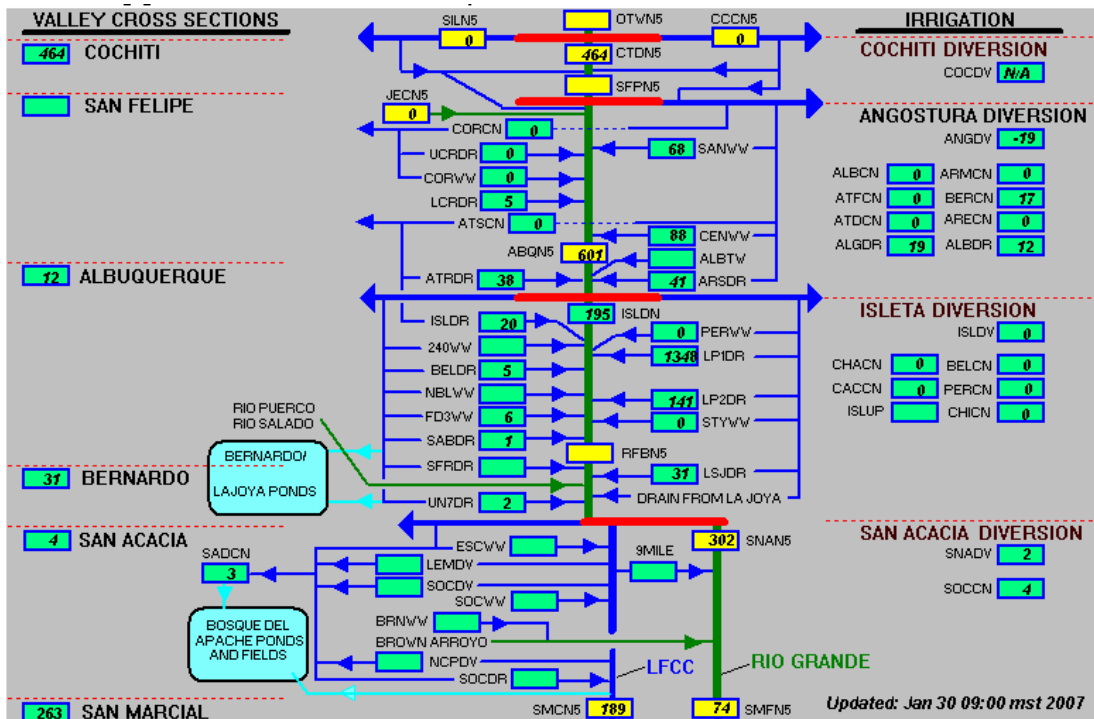 VALLEY CROSS SECTIONS
464 COCHITI
SAN FELIPE
12 ALBUQUERQUE
31 BERNARDO
4 SAN ACACIA
263 SAN MARCIAL
SILN5 0
OTWN5
CCCN5 0
464 CTDN5
SFPN5
JECN5 0
CORCN 0
UCRDR 0
68 SANWW
CORWW 0
LCRDR 5
ATSCN 0
88 CENWW
ABQN5 601
ALBTW
ATRDR 38
41 ARSDR
195 ISLDN
ISLDR 20
0 PERWW
240WW
1348 LP1DR
BELDR 5
NBLWW
141 LP2DR
RIO PUERCO
RIO SALADO
FD3WW 6
0 STYWW
SABDR 1
BERNARDO/
LAJOYA PONDS
RFBN5
SFRDR
31 LSJDR
UN7DR 2
DRAIN FROM LA JOYA
302 SNAN5
ESCWW
9MILE
SADCN 3
LEMDV
SOCDV
SOCWW
BOSQUE DEL
APACHE PONDS
AND FIELDS
BRNWW
BROWN ARROYO
NCPDV
LFCC
RIO GRANDE
SOCDR
SMCN5 189
74 SMFN5
IRRIGATION
COCHITI DIVERSION
COCDV N/A
ANGOSTURA DIVERSION
ANGDV -19
ALBCN 0 ARMCN 0
ATFCN 0 BERCN 17
ATDCN 0 ARECN 0
ALGDR 19 ALBDR 12
ISLETA DIVERSION
ISLDV 0
CHACN 0 BELCN 0
CACCN 0 PERCN 0
ISLUP CHICN 0
SAN ACACIA DIVERSION
SNADV 2
SOCCN 4
Updated: Jan 30 09:00 mst 2007